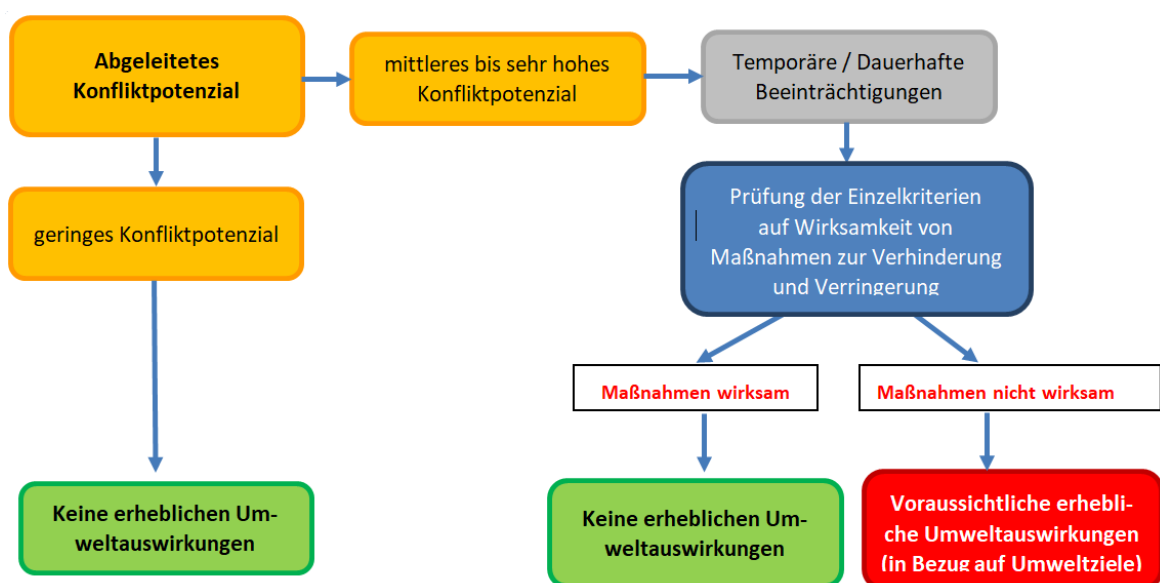 Abgeleitetes
Konfliktpotenzial
mittleres bis sehr hohes
Konfliktpotenzial
Temporäre / Dauerhafte
Beeinträchtigungen
geringes Konfliktpotenzial
Prüfung der Einzelkriterien
auf Wirksamkeit von
Maßnahmen zur Verhinderung
und Verringerung
Maßnahmen wirksam
Maßnahmen nicht wirksam
Keine erheblichen Um-
weltauswirkungen
Keine erheblichen Um-
weltauswirkungen
Voraussichtliche erhebli-
che Umweltauswirkungen
(in Bezug auf Umweltziele)